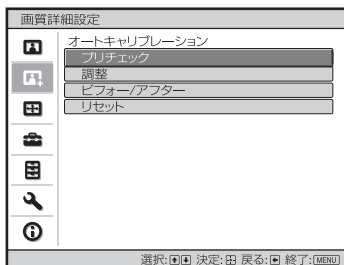 画質詳細設定
オートキャリブレーション
プリチェック
調整
ビフォー/アフター
リセット
選択: 決定: 戻る: 終了:MENU